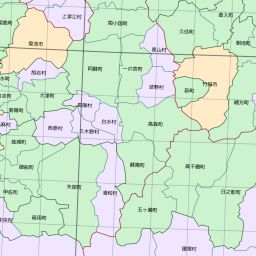 上津江村
南小国町
久住町
直入町
菊池市
産山村
朝地町
旭志村
阿蘇町
一の宮町
波野村
竹田市
荻町
緒方町
大津町
長陽村
白水村
高森町
西原村
久木野村
益城町
蘇陽町
高千穂町
御船町
矢部町
清和村
日之影町
甲佐町
五ヶ瀬町
砥用町
諸塚村